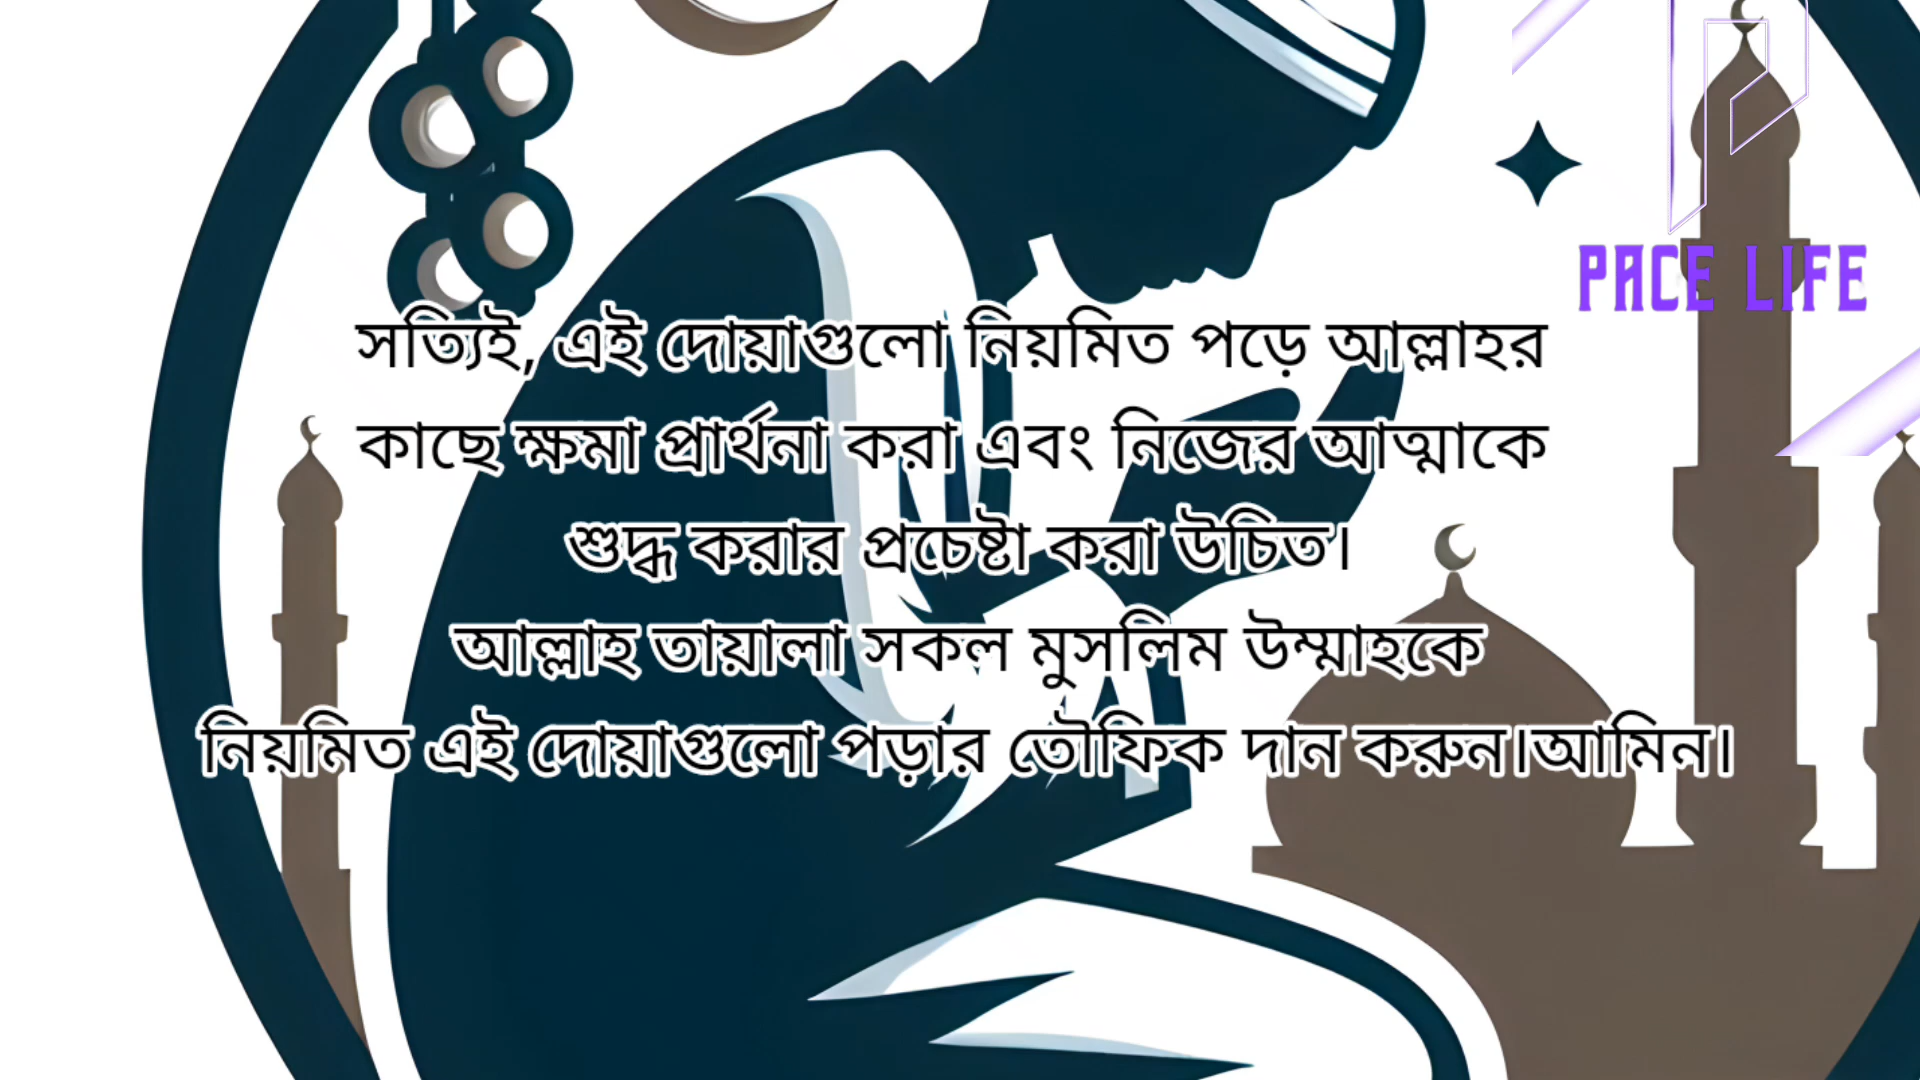 PACE LIFE
সত্যিই, এই দোয়াগুলো নিয়মিত পড়ে আল্লাহর
কাছে ক্ষমা প্রার্থনা করা এবং নিজের আত্মাকে
শুদ্ধ করার প্রচেষ্টা করা উচিত।
আল্লাহ তায়ালা সকল মুসলিম উম্মাহকে
নিয়মিত এই দোয়াগুলো পড়ার তৌফিক দান করুন।আমিন।